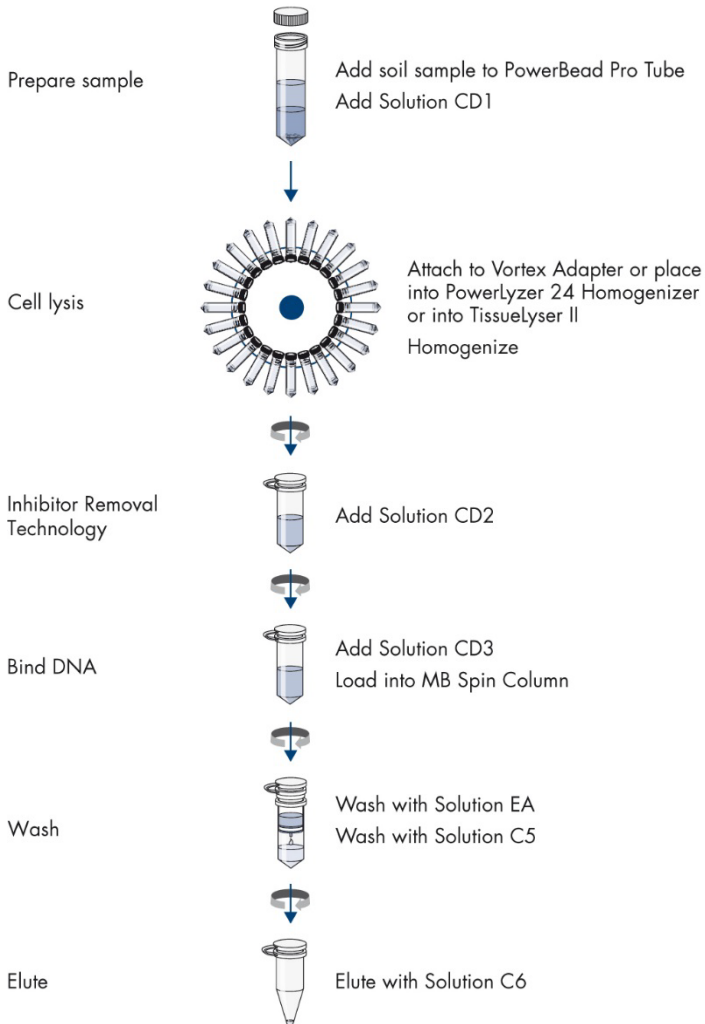 Prepare sample
Add soil sample to PowerBead Pro Tube
Add Solution CD1
Cell lysis
Attach to Vortex Adapter or place
into PowerLyzer 24 Homogenizer
or into TissueLyser II
Homogenize
Inhibitor Removal
Technology
Add Solution CD2
Bind DNA
Add Solution CD3
Load into MB Spin Column
Wash
Wash with Solution EA
Wash with Solution C5
Elute
Elute with Solution C6